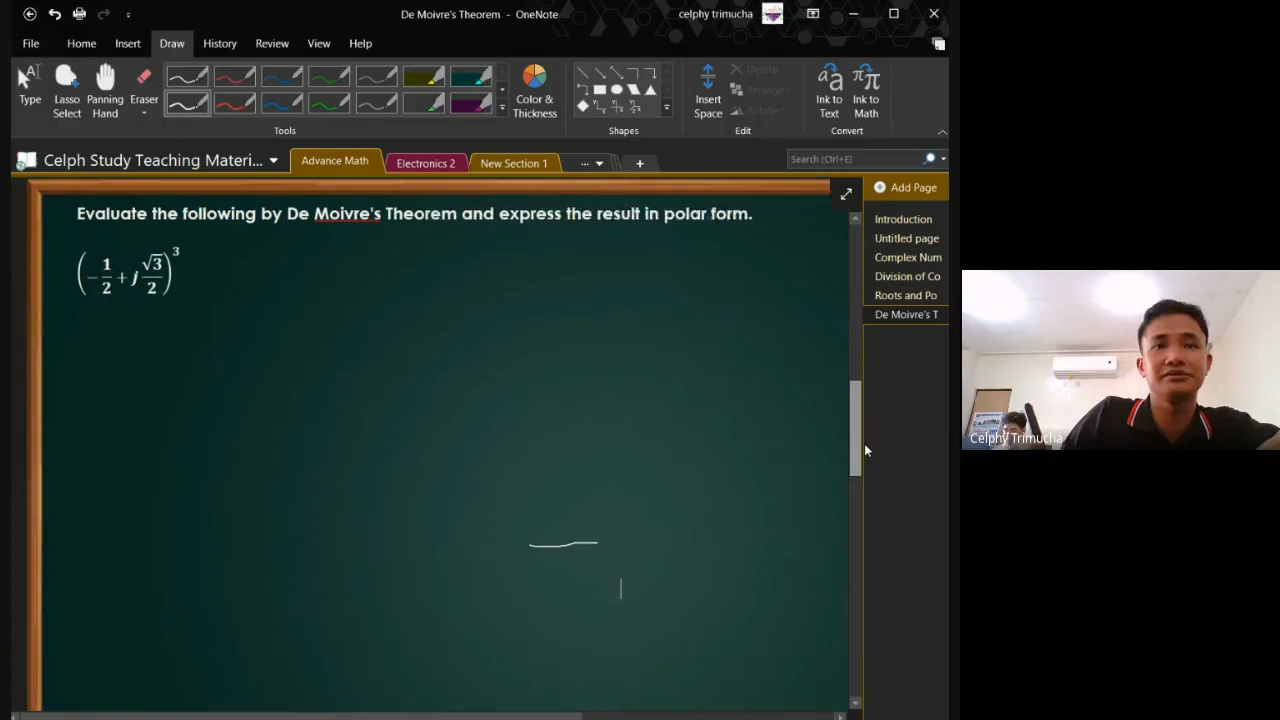 De Moivre's Theorem - OneNote
celphy trimucha
File Home Insert Draw History Review View Help
Type
Lasso Select
Panning Hand
Eraser
Color & Thickness
Insert Space
Delete
Arrange
Rotate
Ink to Text
Ink to Math
Tools
Shapes
Edit
Convert
Celph Study Teaching Materi...
Advance Math
Electronics 2
New Section 1
...
+
Search (Ctrl+E)
Add Page
Evaluate the following by De Moivre's Theorem and express the result in polar form.
(-1/2 + j √3/2)³
Introduction
Untitled page
Complex Num
Division of Co
Roots and Po
De Moivre's T
Celphy Trimucha